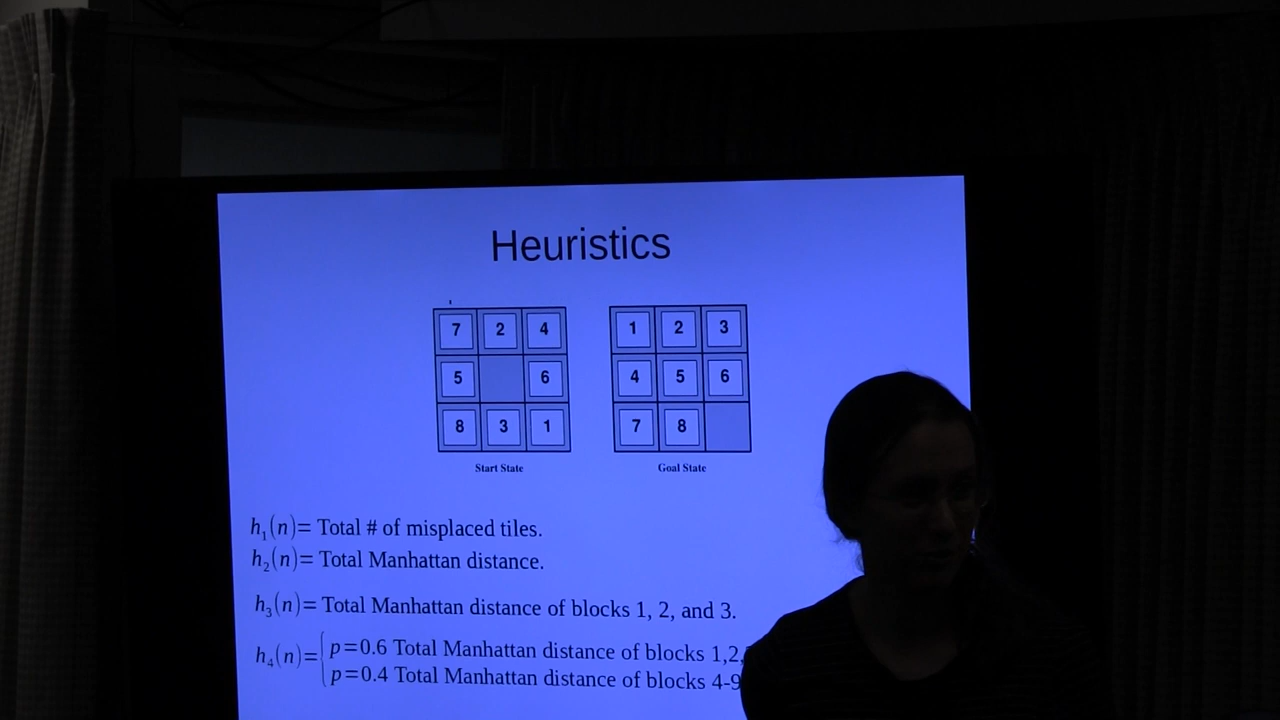 Heuristics
7 2 4
5 6
8 3 1
Start State
1 2 3
4 5 6
7 8
Goal State
h₁(n)= Total # of misplaced tiles.
h₂(n)= Total Manhattan distance.
h₃(n)= Total Manhattan distance of blocks 1, 2, and 3.
h₄(n)={ p=0.6 Total Manhattan distance of blocks 1,2,
p=0.4 Total Manhattan distance of blocks 4-9